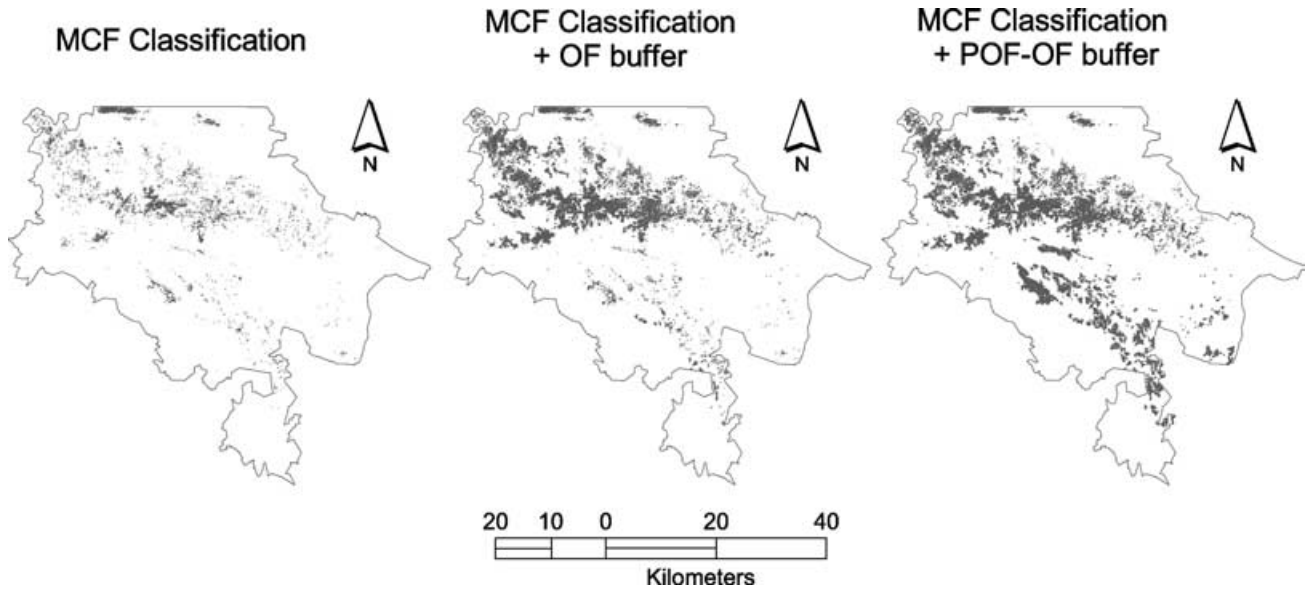 MCF Classification
MCF Classification
+ OF buffer
MCF Classification
+ POF-OF buffer
N
N
N
20 10 0 20 40
Kilometers